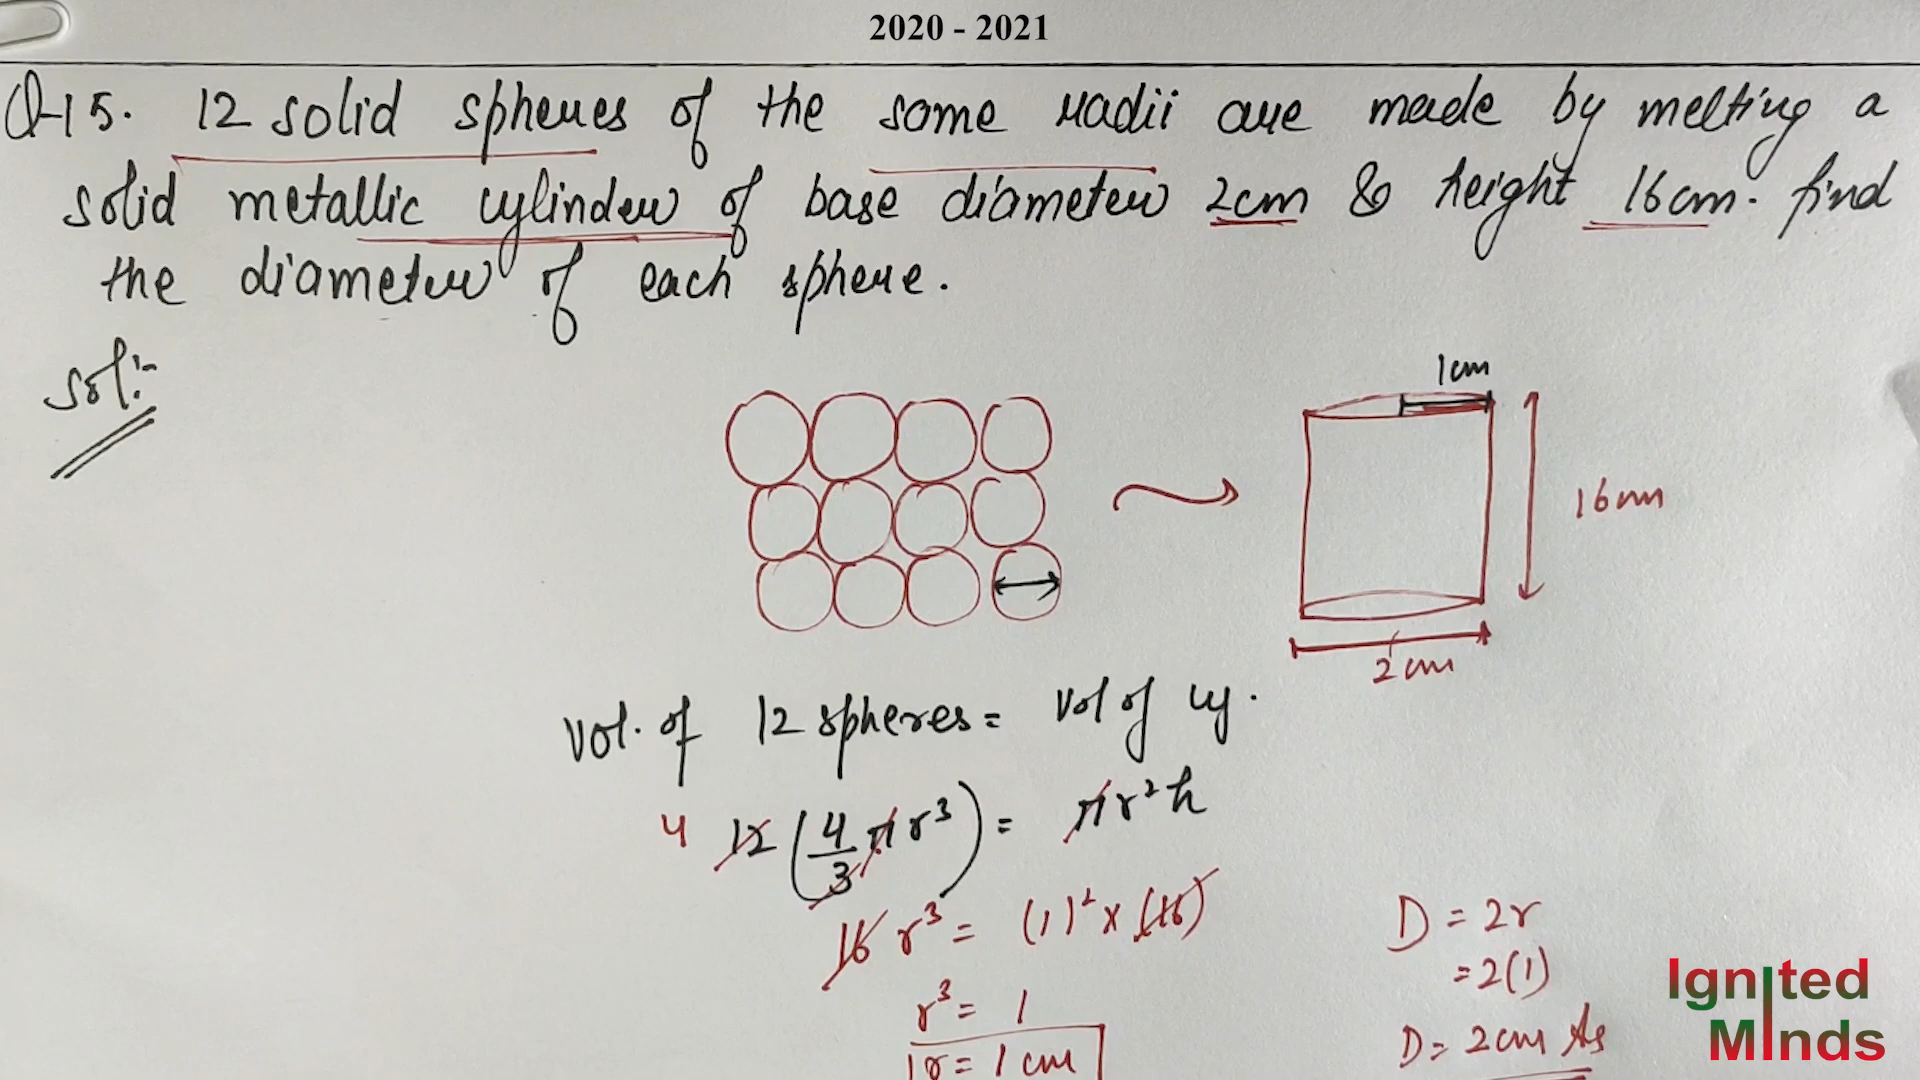 2020 - 2021
Q-15. 12 solid spheres of the same radii are made by melting a
solid metallic cylinder of base diameter 2cm & height 16cm. find
the diameter of each sphere.
Sol:-
1cm
16cm
2cm
Vol. of 12 spheres = Vol of cy.
4 12 (4/3 πr³) = πr²h
16 r³ = (1)² × (16)
r³ = 1
r = 1 cm
D = 2r
= 2(1)
D = 2cm As
Ignited
Minds